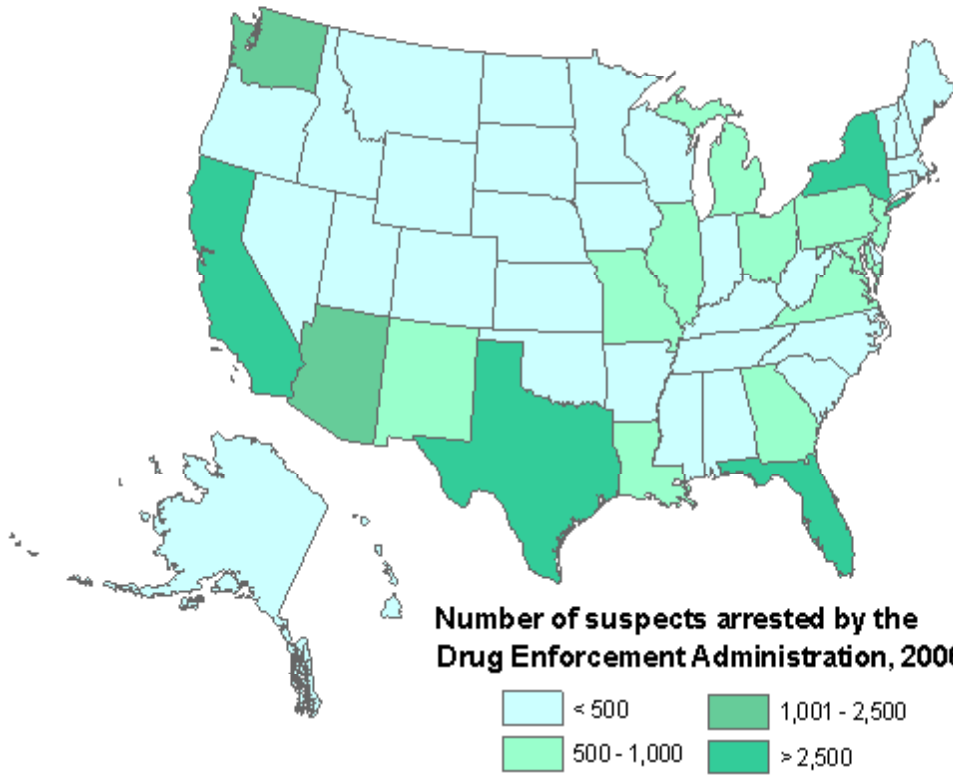 Number of suspects arrested by the
Drug Enforcement Administration, 200
< 500
1,001 - 2,500
500 - 1,000
> 2,500